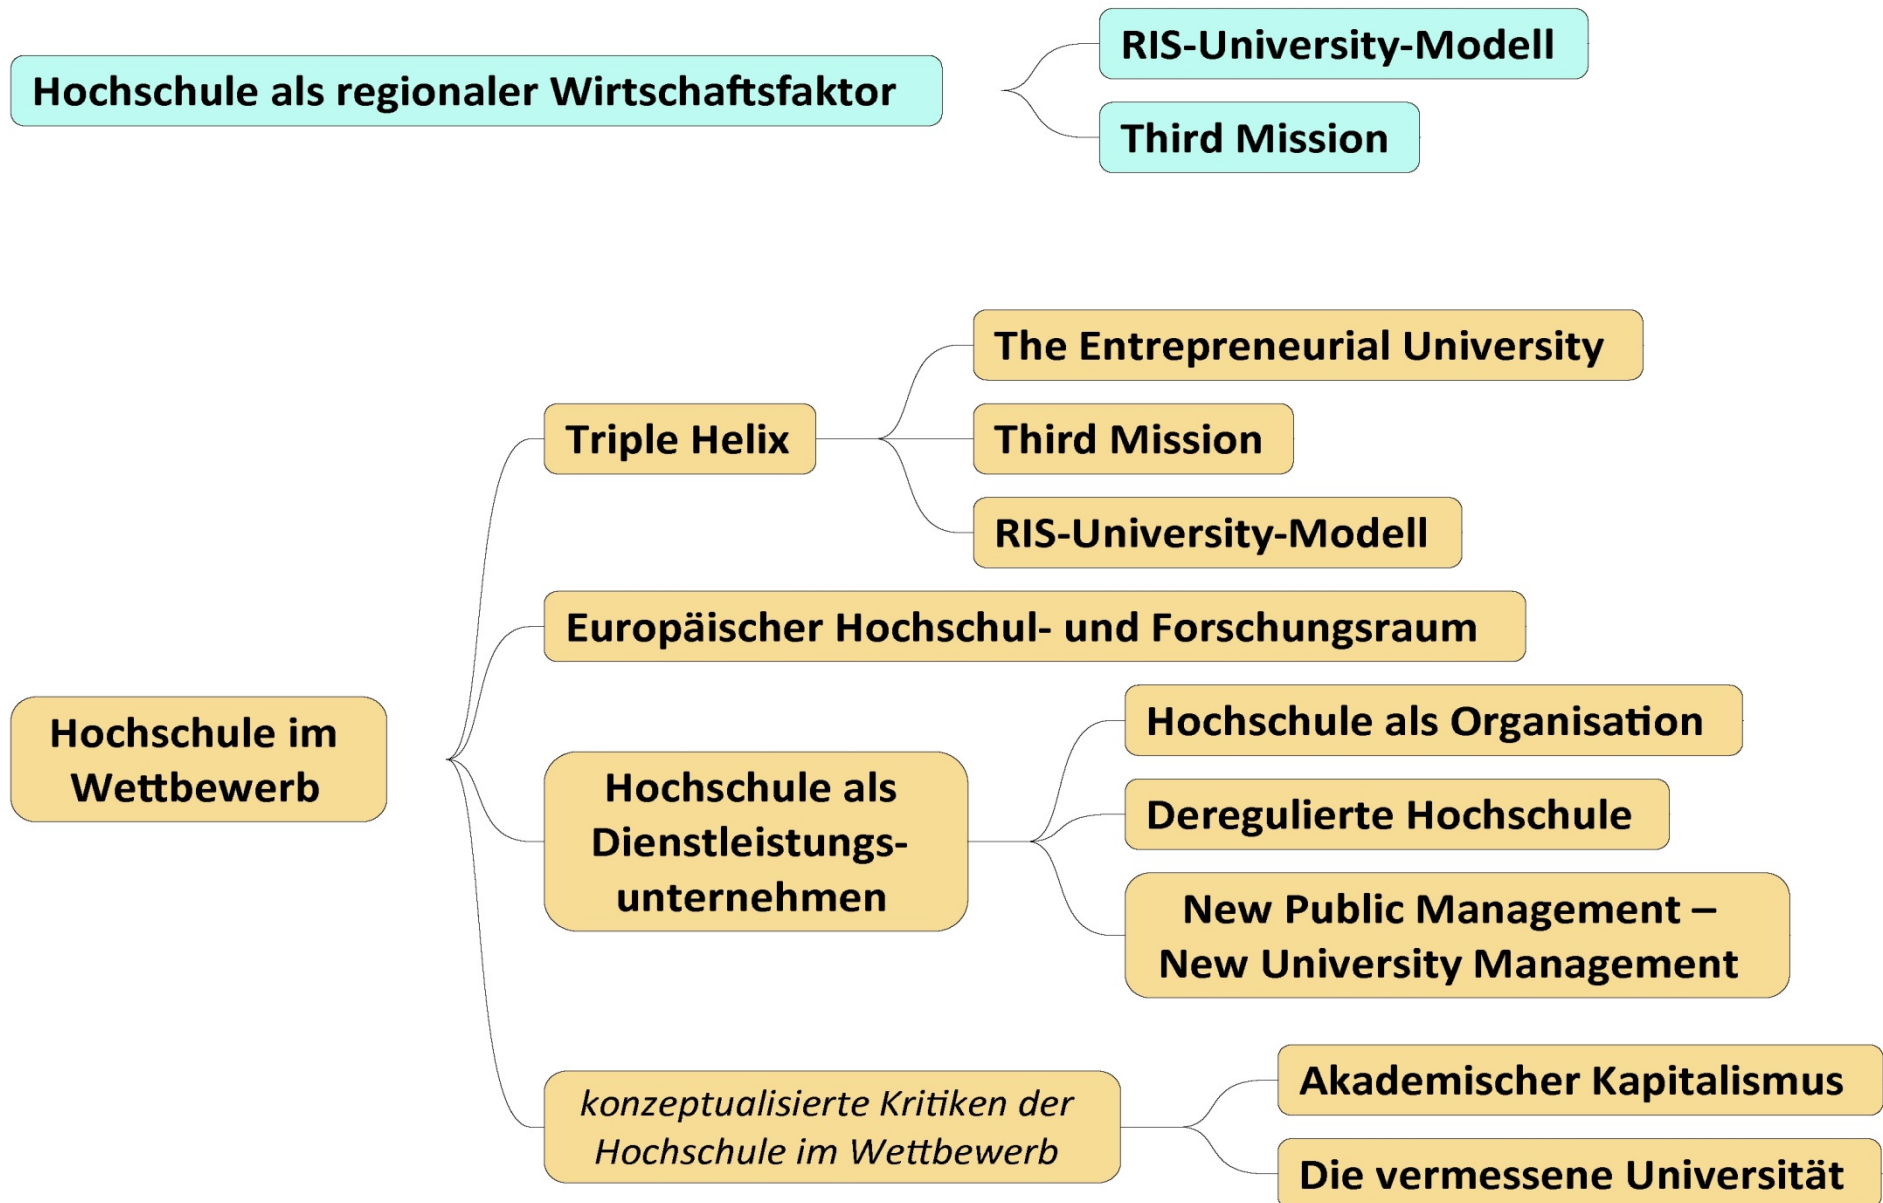 Hochschule als regionaler Wirtschaftsfaktor
RIS-University-Modell
Third Mission
Hochschule im
Wettbewerb
Triple Helix
The Entrepreneurial University
Third Mission
RIS-University-Modell
Europäischer Hochschul- und Forschungsraum
Hochschule als
Dienstleistungs-
unternehmen
Hochschule als Organisation
Deregulierte Hochschule
New Public Management –
New University Management
konzeptualisierte Kritiken der
Hochschule im Wettbewerb
Akademischer Kapitalismus
Die vermessene Universität